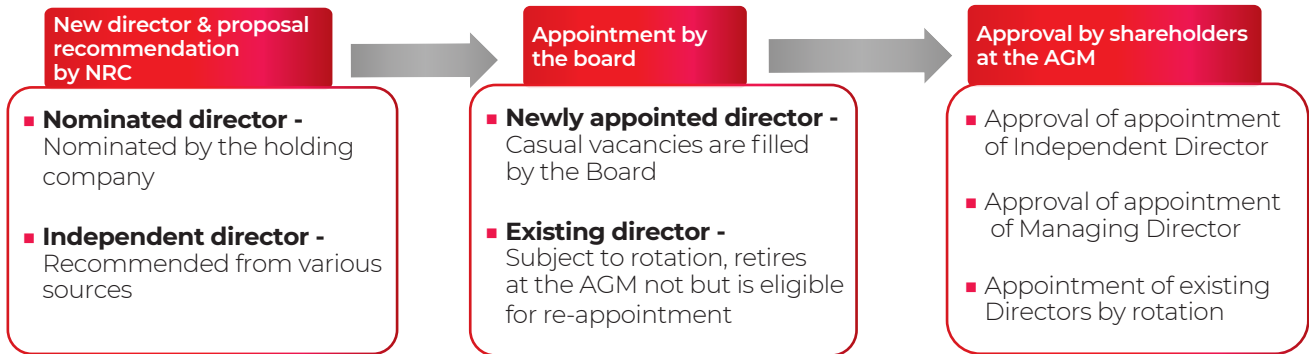 New director & proposal
recommendation
by NRC
■ Nominated director -
Nominated by the holding
company
■ Independent director -
Recommended from various
sources
Appointment by
the board
■ Newly appointed director -
Casual vacancies are filled
by the Board
■ Existing director -
Subject to rotation, retires
at the AGM not but is eligible
for re-appointment
Approval by shareholders
at the AGM
■ Approval of appointment
of Independent Director
■ Approval of appointment
of Managing Director
■ Appointment of existing
Directors by rotation